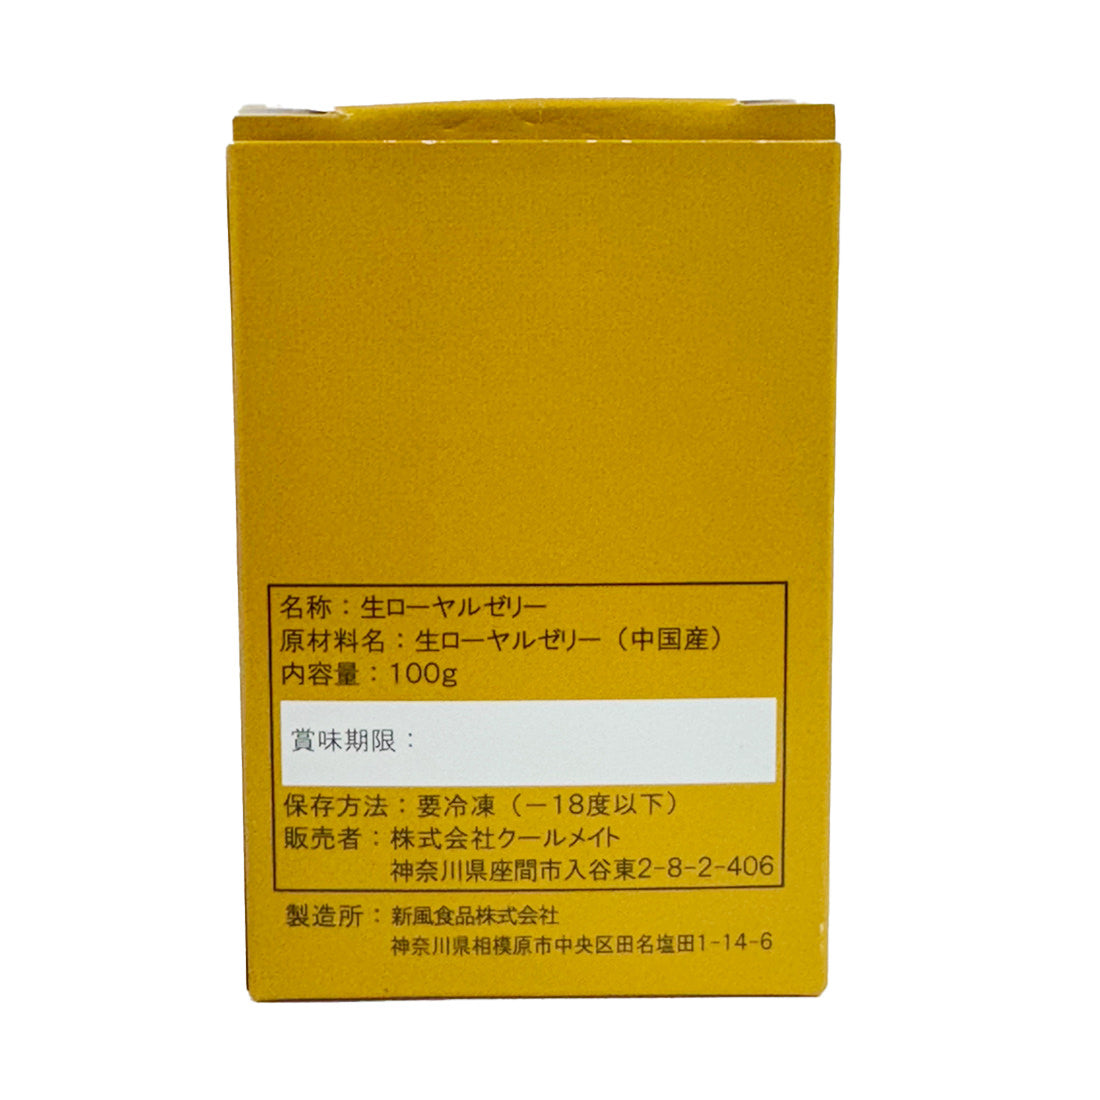 名称：生ローヤルゼリー
原材料名：生ローヤルゼリー（中国産）
内容量：100g
賞味期限：
保存方法：要冷凍（－18度以下）
販売者：株式会社クールメイト
神奈川県座間市入谷東2-8-2-406
製造所：新風食品株式会社
神奈川県相模原市中央区田名塩田1-14-6